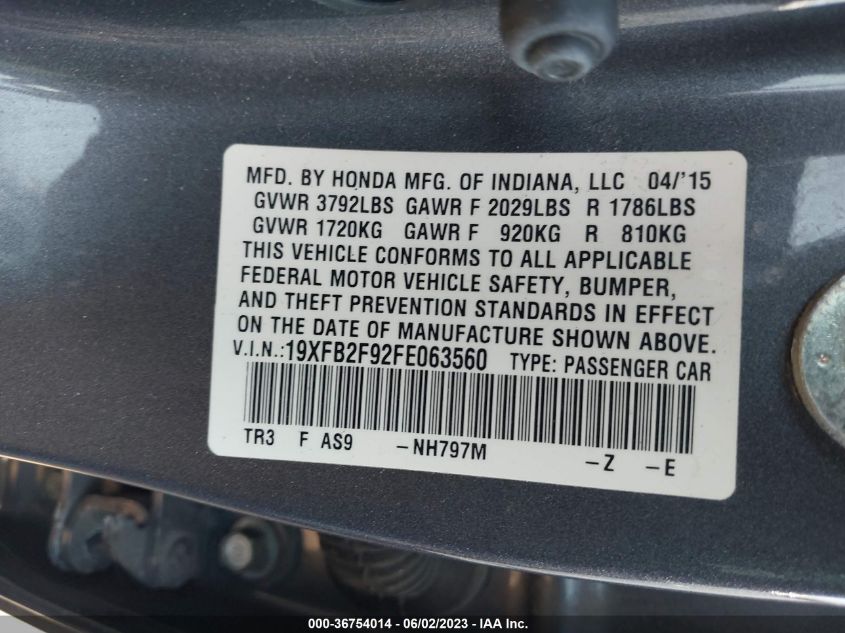 MFD. BY HONDA MFG. OF INDIANA, LLC 04/'15
GVWR 3792LBS GAWR F 2029LBS R 1786LBS
GVWR 1720KG GAWR F 920KG R 810KG
THIS VEHICLE CONFORMS TO ALL APPLICABLE
FEDERAL MOTOR VEHICLE SAFETY, BUMPER,
AND THEFT PREVENTION STANDARDS IN EFFECT
ON THE DATE OF MANUFACTURE SHOWN ABOVE.
V.I.N.:19XFB2F92FE063560 TYPE: PASSENGER CAR
TR3 F AS9 -NH797M -Z -E
000-36754014 - 06/02/2023 - IAA Inc.